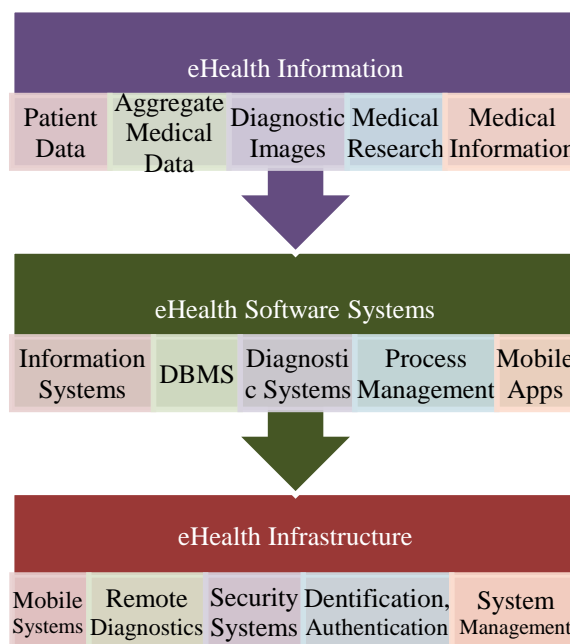 eHealth Information
Patient
Data
Aggregate
Medical
Data
Diagnostic
Images
Medical
Research
Medical
Information
eHealth Software Systems
Information
Systems
DBMS
Diagnosti
c Systems
Process
Management
Mobile
Apps
eHealth Infrastructure
Mobile
Systems
Remote
Diagnostics
Security
Systems
Dentification,
Authentication
System
Management